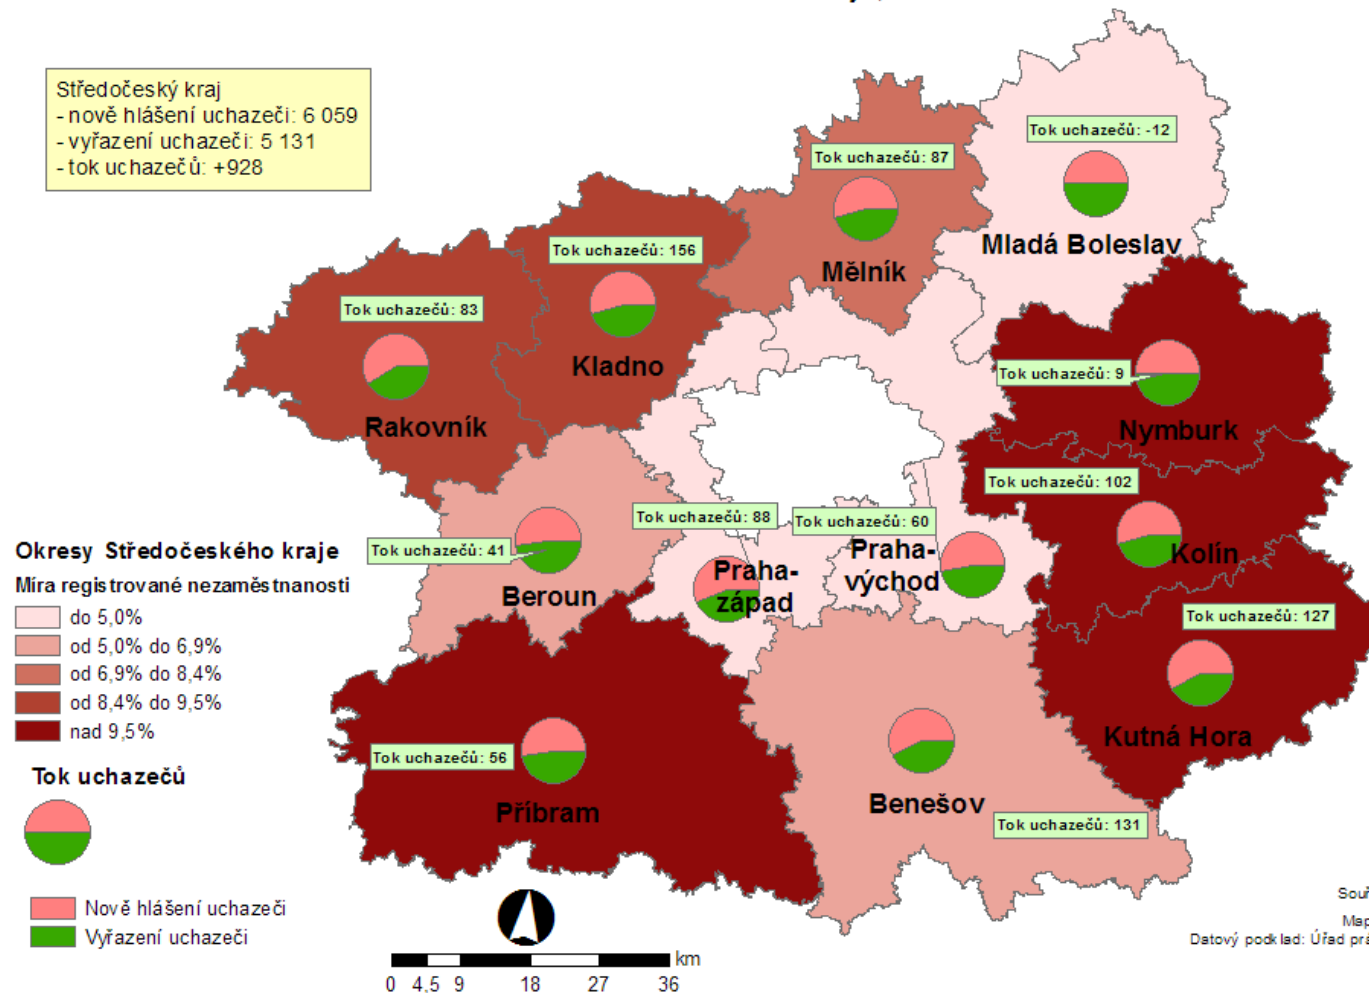 Středočeský kraj
- nově hlášení uchazeči: 6 059
- vyřazení uchazeči: 5 131
- tok uchazečů: +928
Tok uchazečů: -12
Mladá Boleslav
Tok uchazečů: 87
Mělník
Tok uchazečů: 156
Kladno
Tok uchazečů: 83
Rakovník
Tok uchazečů: 9
Nymburk
Tok uchazečů: 102
Kolín
Tok uchazečů: 88
Praha-
západ
Tok uchazečů: 60
Praha-
východ
Tok uchazečů: 41
Beroun
Tok uchazečů: 127
Kutná Hora
Tok uchazečů: 56
Příbram
Benešov
Tok uchazečů: 131
Okresy Středočeského kraje
Míra registrované nezaměstnanosti
do 5,0%
od 5,0% do 6,9%
od 6,9% do 8,4%
od 8,4% do 9,5%
nad 9,5%
Tok uchazečů
Nově hlášení uchazeči
Vyřazení uchazeči
km
0 4,5 9 18 27 36
Souř
Map
Datový podklad: Úřad prá